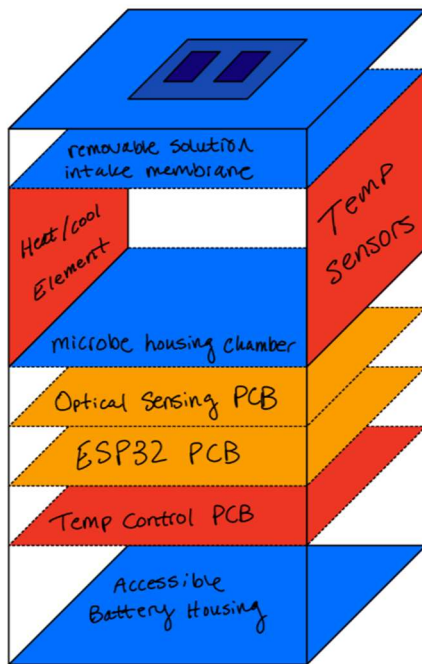 removable solution
intake membrane
Heat/cool
Element
Temp
Sensors
microbe housing chamber
Optical Sensing PCB
ESP32 PCB
Temp Control PCB
Accessible
Battery Housing